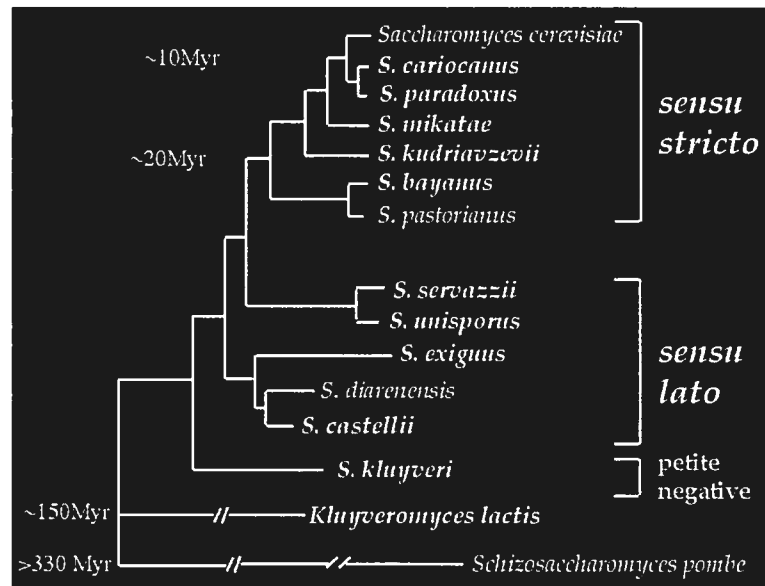 Saccharomyces cerevisiae
~10Myr
S. cariocanus
S. paradoxus
sensu
stricto
S. mikatae
~20Myr
S. kudriavzevii
S. bayanus
S. pastorianus
S. servazzii
S. unisporus
S. exiguus
sensu
lato
S. diarenensis
S. castellii
S. kluyveri
petite
negative
~150Myr
Kluyveromyces lactis
>330 Myr
Schizosaccharomyces pombe